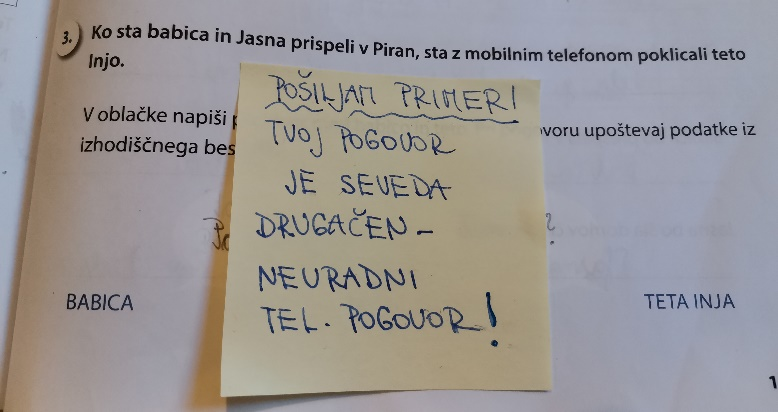 3. Ko sta babica in Jasna prispeli v Piran, sta z mobilnim telefonom poklicali teto
Injo.
V oblačke napiši
voru upoštevaj podatke iz
izhodiščnega bes
POŠILJAM PRIMER!
TVOJ POGOVOR
JE SEVEDA
DRUGAČEN -
NEURADNI
TEL. POGOVOR!
?
BABICA
TETA INJA
1